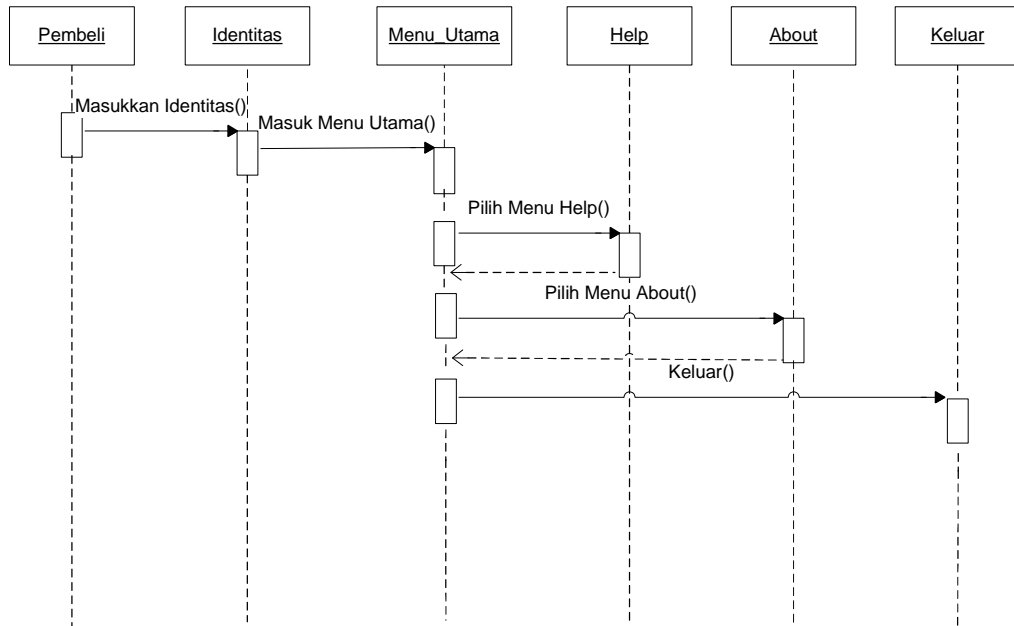 Pembeli
Identitas
Menu_Utama
Help
About
Keluar
Masukkan Identitas()
Masuk Menu Utama()
Pilih Menu Help()
Pilih Menu About()
Keluar()